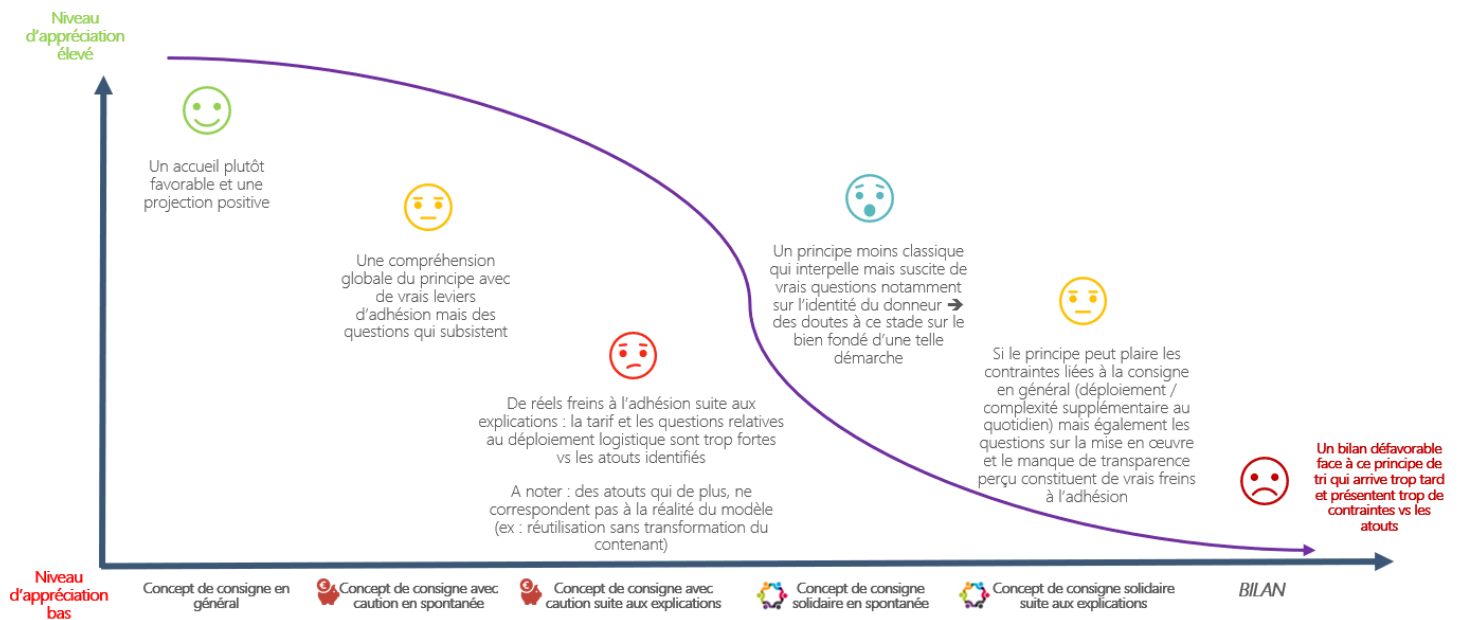 Niveau
d'appréciation
élevé
Un accueil plutôt
favorable et une
projection positive
Une compréhension
globale du principe avec
de vrais leviers
d'adhésion mais des
questions qui subsistent
De réels freins à l'adhésion suite aux
explications : la tarif et les questions relatives
au déploiement logistique sont trop fortes
vs les atouts identifiés
A noter : des atouts qui de plus, ne
correspondent pas à la réalité du modèle
(ex : réutilisation sans transformation du
contenant)
Un principe moins classique
qui interpelle mais suscite de
vrais questions notamment
sur l'identité du donneur ➔
des doutes à ce stade sur le
bien fondé d'une telle
démarche
Si le principe peut plaire les
contraintes liées à la consigne
en général (déploiement /
complexité supplémentaire au
quotidien) mais également les
questions sur la mise en œuvre
et le manque de transparence
perçu constituent de vrais freins
à l'adhésion
Un bilan défavorable
face à ce principe de
tri qui arrive trop tard
et présentent trop de
contraintes vs les
atouts
Niveau
d'appréciation
bas
Concept de consigne en
général
Concept de consigne avec
caution en spontanée
Concept de consigne avec
caution suite aux explications
Concept de consigne
solidaire en spontanée
Concept de consigne solidaire
suite aux explications
BILAN